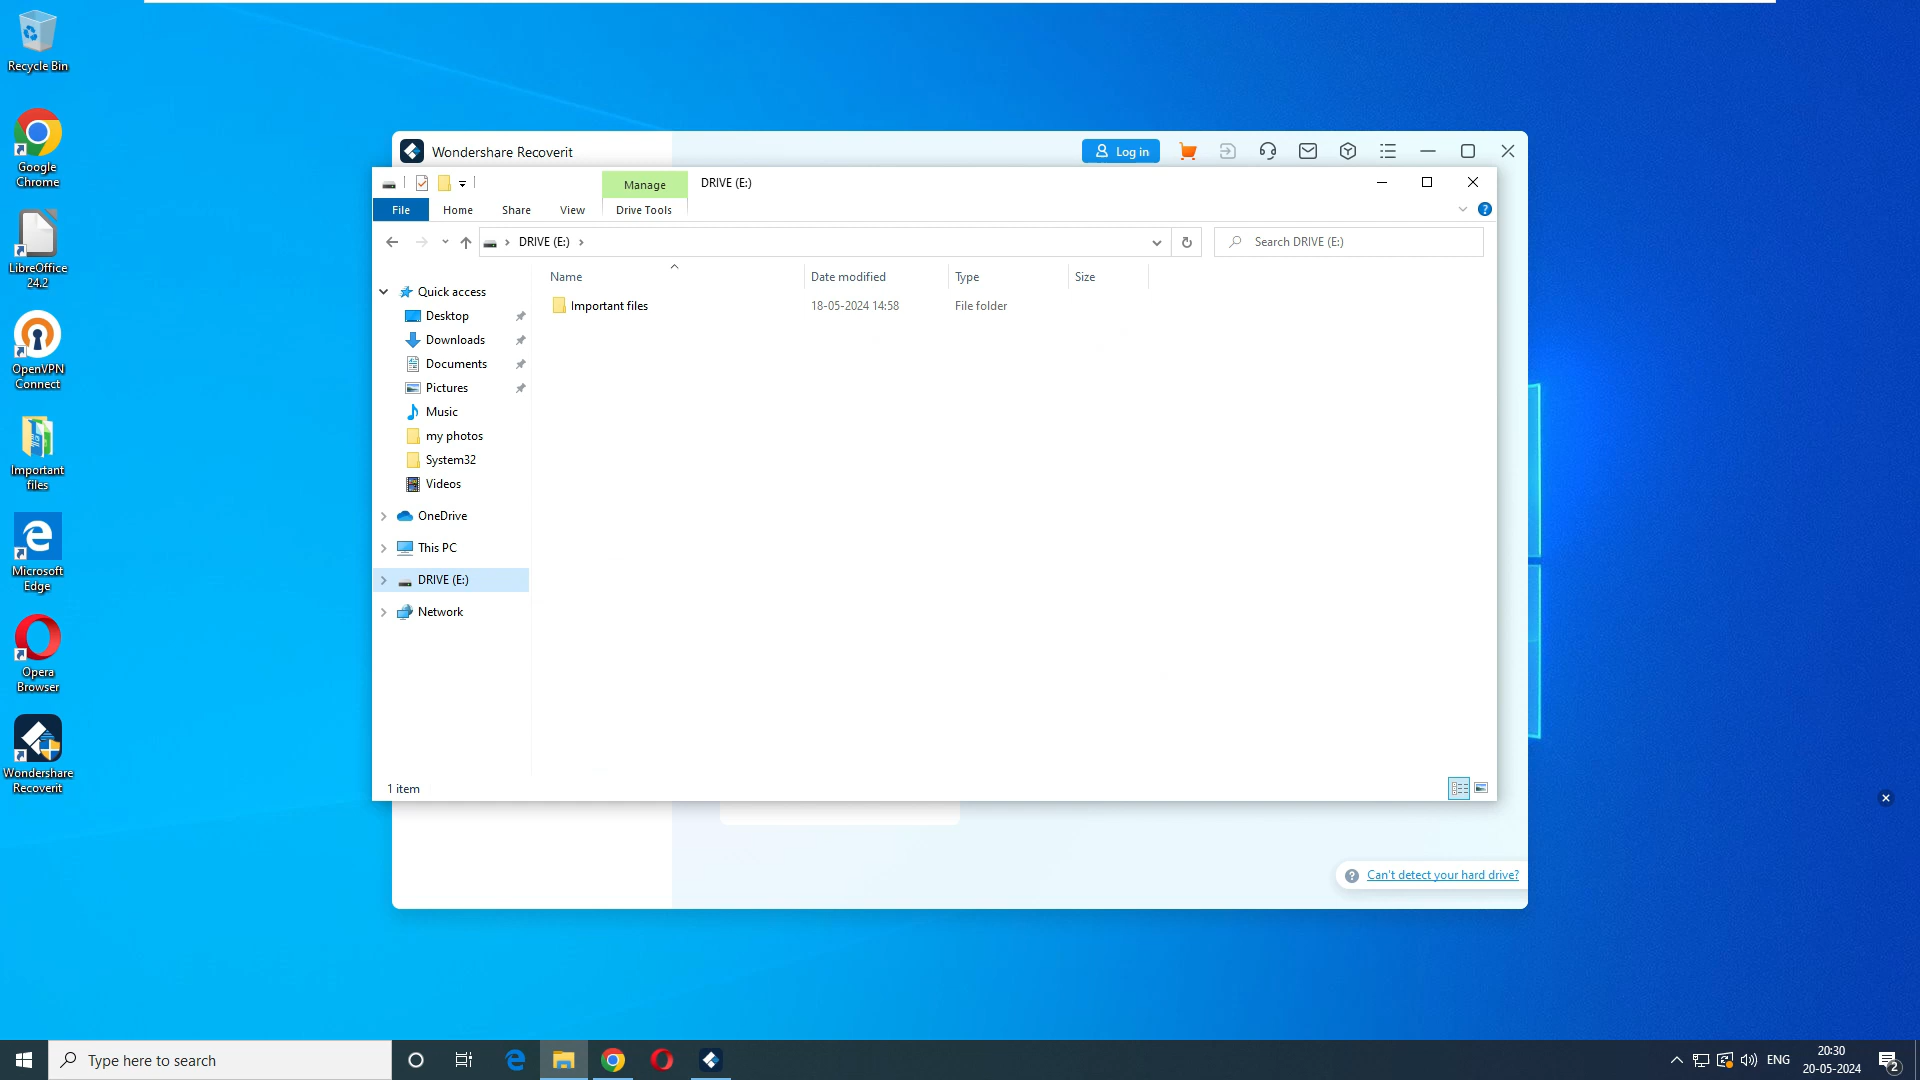 Recycle Bin
Google
Chrome
LibreOffice
24.2
OpenVPN
Connect
Important
files
Microsoft
Edge
Opera
Browser
Wondershare
Recoverit
Wondershare Recoverit
Log in
Manage
DRIVE (E:)
File
Home
Share
View
Drive Tools
DRIVE (E:)
Search DRIVE (E:)
Name
Date modified
Type
Size
Important files
18-05-2024 14:58
File folder
Quick access
Desktop
Downloads
Documents
Pictures
Music
my photos
System32
Videos
OneDrive
This PC
DRIVE (E:)
Network
1 item
Can't detect your hard drive?
Type here to search
ENG
20:30
20-05-2024
2